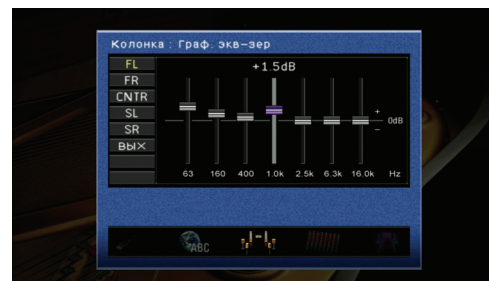 Колонка : Граф. экв-зер
FL
+1.5dB
FR
CNTR
SL
SR
ВЫХ
+
0dB
−
63 160 400 1.0k 2.5k 6.3k 16.0k Hz
ABC